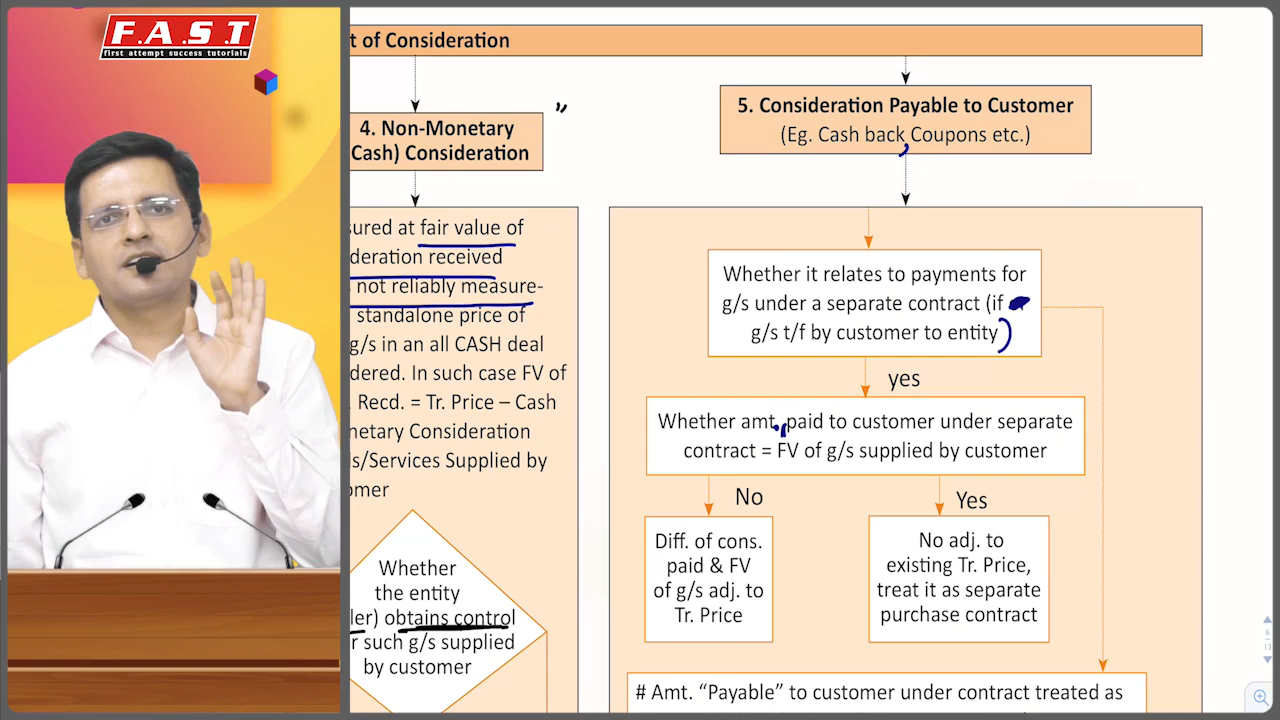 F.A.S.T
first attempt success tutorials
t of Consideration
4. Non-Monetary
Cash) Consideration
sured at fair value of
deration received
not reliably measure-
standalone price of
g/s in an all CASH deal
dered. In such case FV of
Recd. = Tr. Price – Cash
netary Consideration
ds/Services Supplied by
omer
Whether
the entity
ler) obtains control
r such g/s supplied
by customer
5. Consideration Payable to Customer
(Eg. Cash back, Coupons etc.)
Whether it relates to payments for
g/s under a separate contract (if
g/s t/f by customer to entity)
yes
Whether amt. paid to customer under separate
contract = FV of g/s supplied by customer
No
Yes
Diff. of cons.
paid & FV
of g/s adj. to
Tr. Price
No adj. to
existing Tr. Price,
treat it as separate
purchase contract
# Amt. “Payable” to customer under contract treated as
6
13